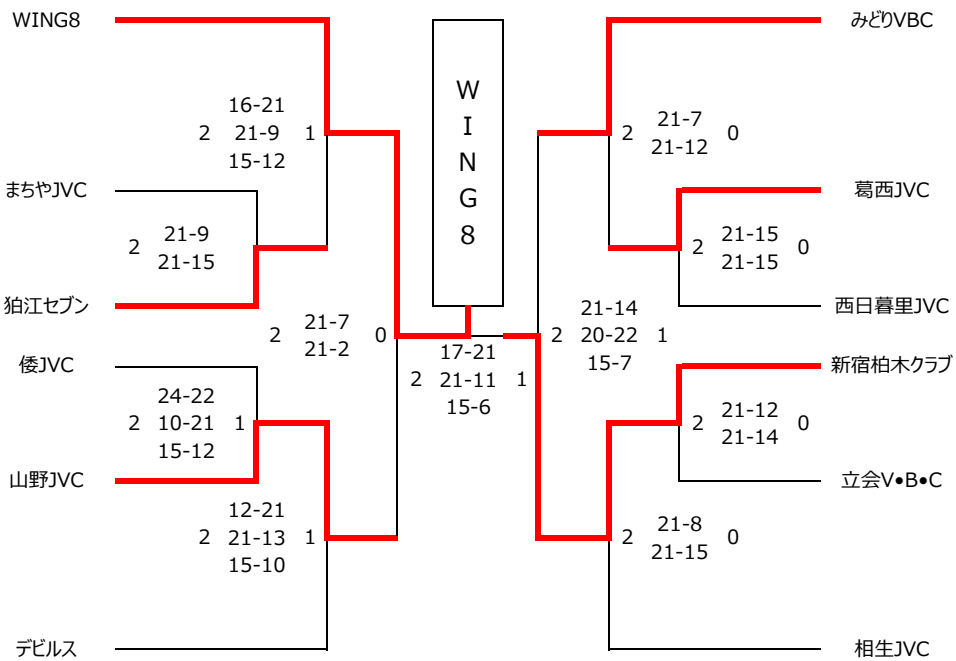 WING8
みどりVBC
W
I
N
G
8
16-21
2 21-9 1
15-12
2 21-7 0
21-12
まちやJVC
葛西JVC
2 21-9
21-15
2 21-15 0
21-15
狛江セブン
西日暮里JVC
2 21-7 0
21-2
21-14
2 20-22 1
15-7
倭JVC
新宿柏木クラブ
17-21
2 21-11 1
15-6
24-22
2 10-21 1
15-12
2 21-12 0
21-14
山野JVC
立会V•B•C
12-21
2 21-13 1
15-10
2 21-8 0
21-15
デビルス
相生JVC